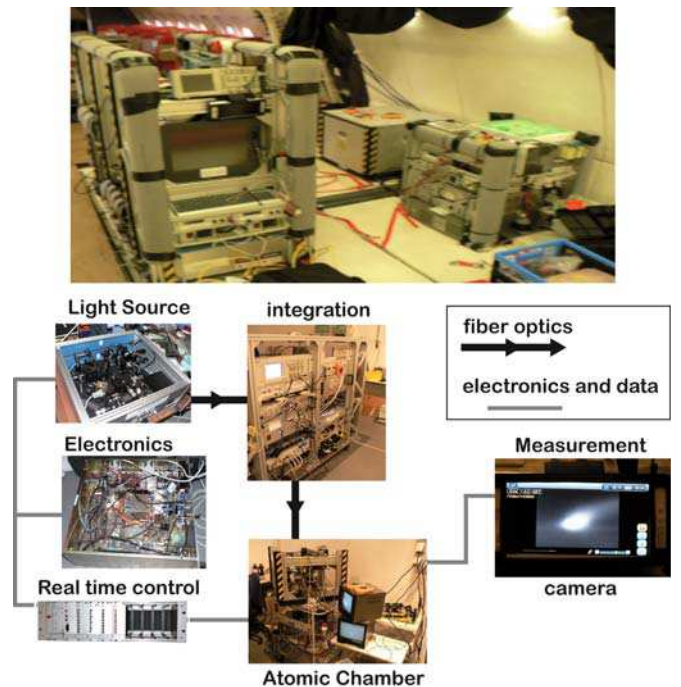 Light Source
integration
fiber optics
electronics and data
Electronics
Measurement
Real time control
camera
Atomic Chamber